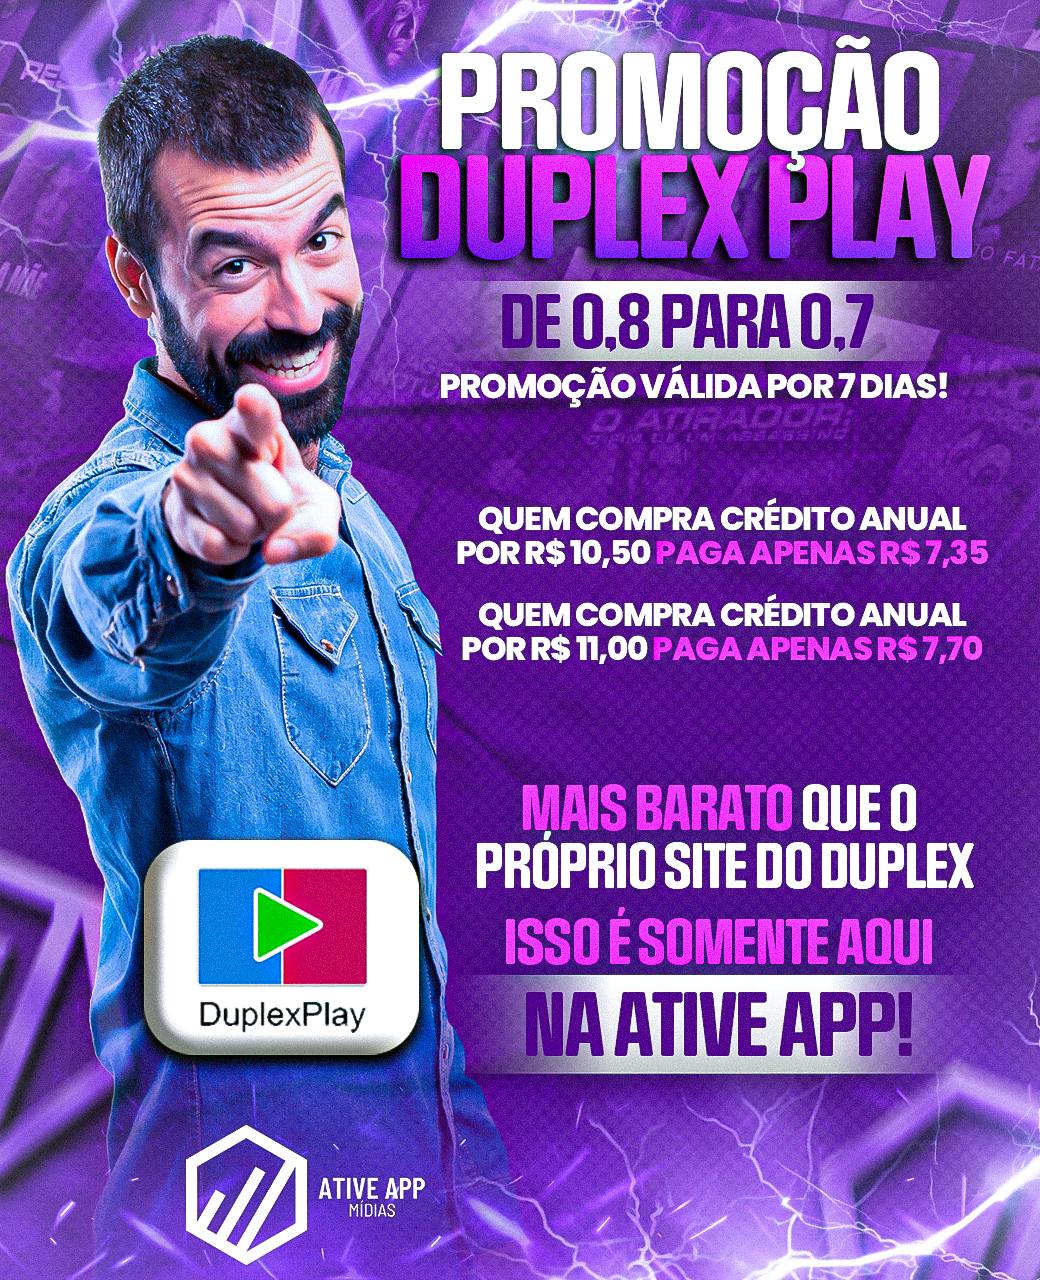 PROMOÇÃO
DUPLEX PLAY
DE 0,8 PARA 0,7
PROMOÇÃO VÁLIDA POR 7 DIAS!
O ATIRADOR:
QUEM COMPRA CRÉDITO ANUAL
POR R$ 10,50 PAGA APENAS R$ 7,35
QUEM COMPRA CRÉDITO ANUAL
POR R$ 11,00 PAGA APENAS R$ 7,70
MAIS BARATO QUE O
PRÓPRIO SITE DO DUPLEX
ISSO É SOMENTE AQUI
NA ATIVE APP!
DuplexPlay
ATIVE APP
MÍDIAS